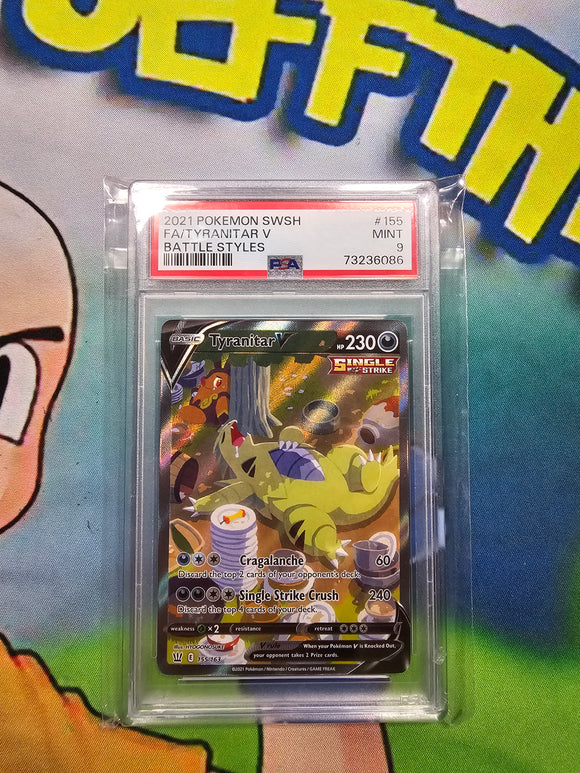 JEFFTH
2021 POKEMON SWSH #155
FA/TYRANITAR V MINT
BATTLE STYLES 9
PSA 73236086
BASIC Tyranitar V HP 230
SINGLE STRIKE
Cragalanche 60
Discard the top 2 cards of your opponent's deck.
Single Strike Crush 240
Discard the top 4 cards of your deck.
weakness ×2 resistance retreat
V rule When your Pokémon V is Knocked Out,
your opponent takes 2 Prize cards.
Illus. HYOGONOSUKE
E 155/163
©2021 Pokémon / Nintendo / Creatures / GAME FREAK